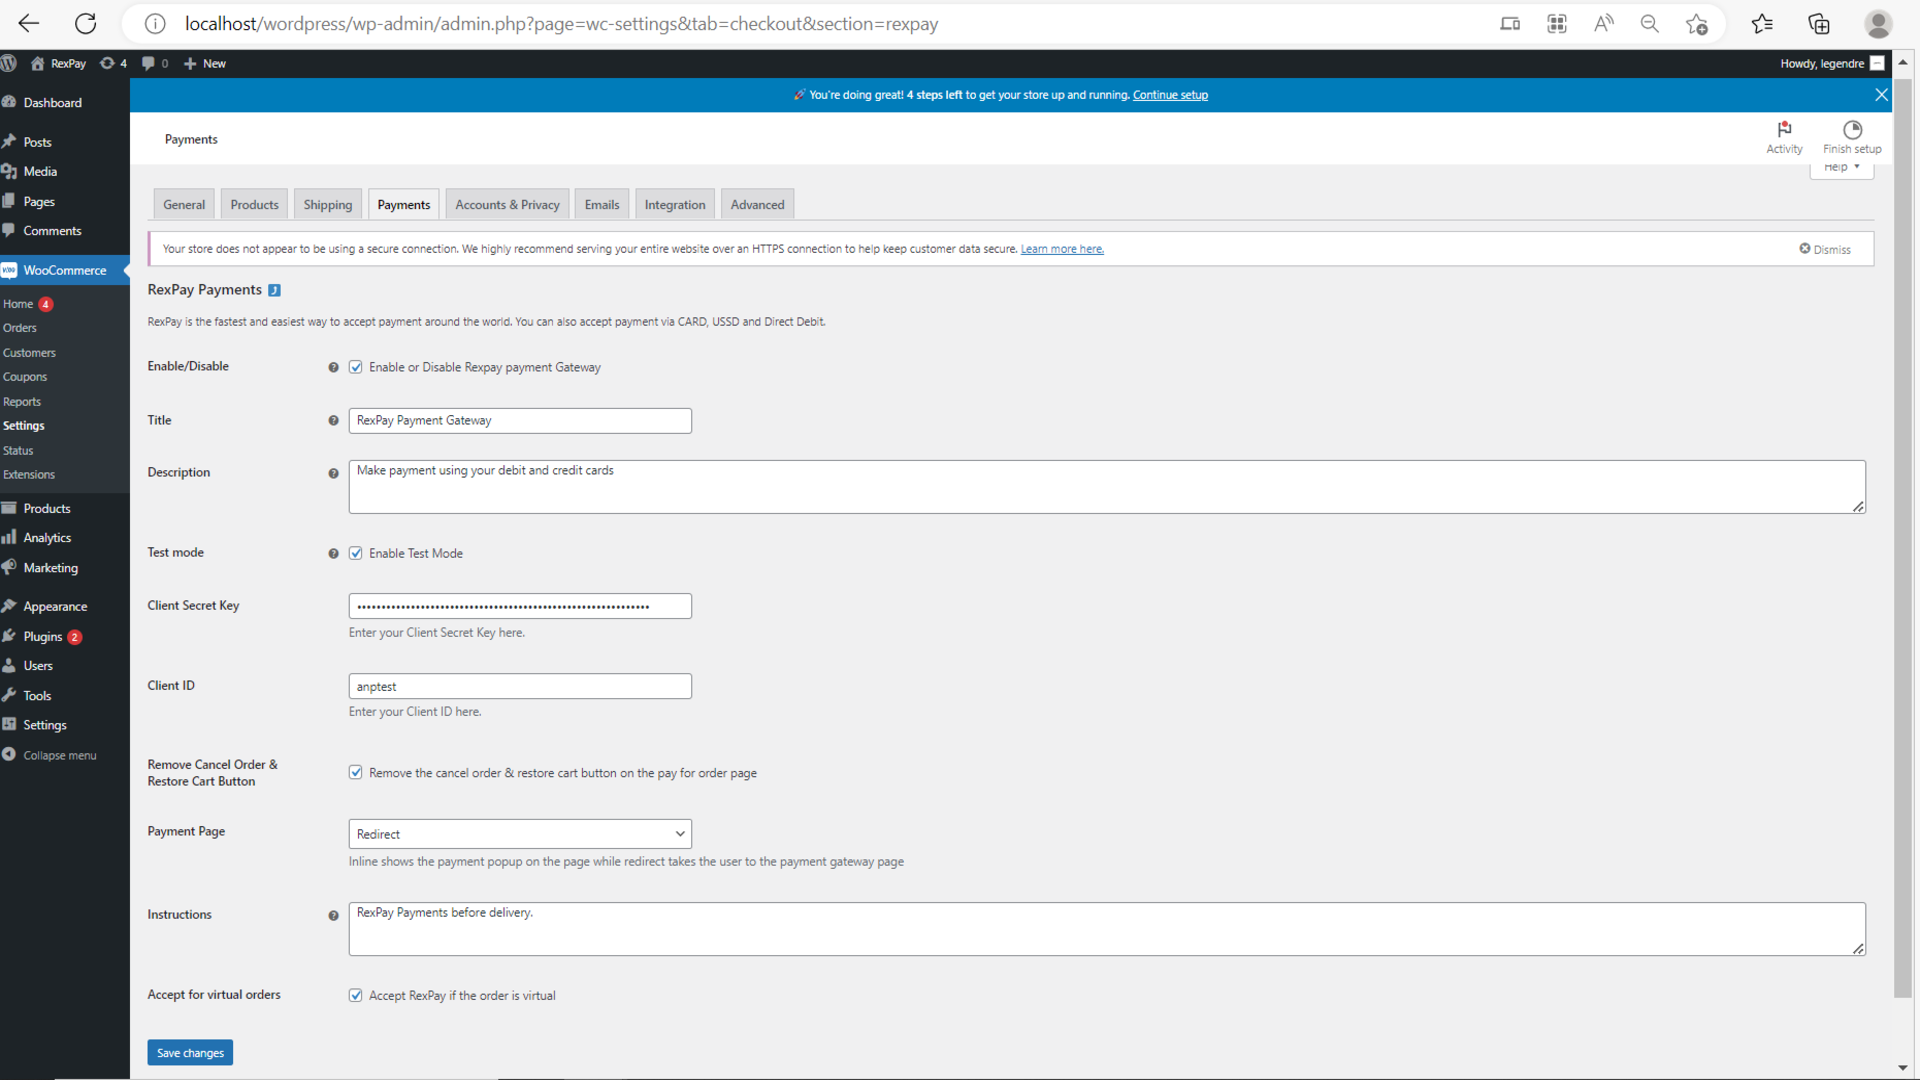 localhost/wordpress/wp-admin/admin.php?page=wc-settings&tab=checkout&section=rexpay
RexPay 4 0 New
Howdy, legendre
Dashboard
Posts
Media
Pages
Comments
WooCommerce
Home 4
Orders
Customers
Coupons
Reports
Settings
Status
Extensions
Products
Analytics
Marketing
Appearance
Plugins 2
Users
Tools
Settings
Collapse menu
You're doing great! 4 steps left to get your store up and running. Continue setup
Payments
Activity
Finish setup
Help
General Products Shipping Payments Accounts & Privacy Emails Integration Advanced
Your store does not appear to be using a secure connection. We highly recommend serving your entire website over an HTTPS connection to help keep customer data secure. Learn more here.
Dismiss
RexPay Payments
RexPay is the fastest and easiest way to accept payment around the world. You can also accept payment via CARD, USSD and Direct Debit.
Enable/Disable
Enable or Disable Rexpay payment Gateway
Title
RexPay Payment Gateway
Description
Make payment using your debit and credit cards
Test mode
Enable Test Mode
Client Secret Key
Enter your Client Secret Key here.
Client ID
anptest
Enter your Client ID here.
Remove Cancel Order &
Restore Cart Button
Remove the cancel order & restore cart button on the pay for order page
Payment Page
Redirect
Inline shows the payment popup on the page while redirect takes the user to the payment gateway page
Instructions
RexPay Payments before delivery.
Accept for virtual orders
Accept RexPay if the order is virtual
Save changes